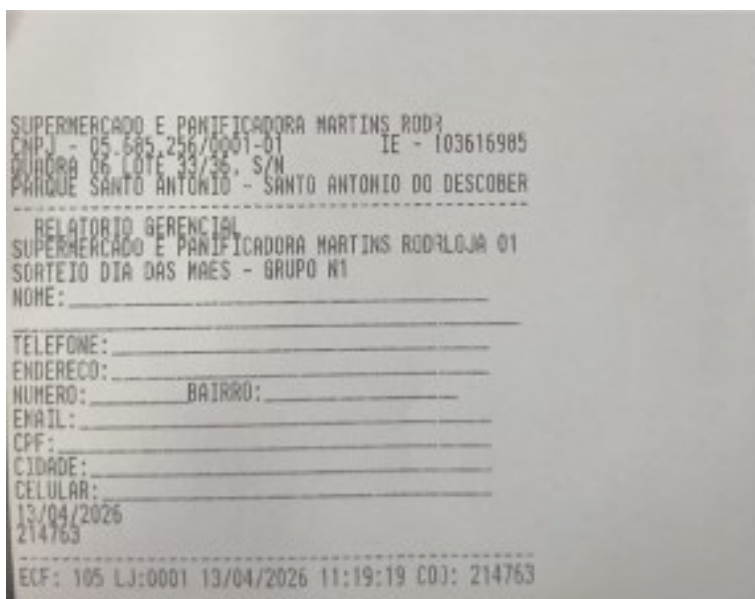 SUPERMERCADO E PANIFICADORA MARTINS RODR
CNPJ - 05.685.256/0001-01 IE - 103616985
QUADRA 06 LOTE 33/36, S/N
PARQUE SANTO ANTONIO - SANTO ANTONIO DO DESCOBER
RELATORIO GERENCIAL
SUPERMERCADO E PANIFICADORA MARTINS RODRLOJA 01
SORTEIO DIA DAS MAES - GRUPO N1
NOME:
TELEFONE:
ENDERECO:
NUMERO: BAIRRO:
EMAIL:
CPF:
CIDADE:
CELULAR:
13/04/2026
214763
ECF: 105 LJ:0001 13/04/2026 11:19:19 COO: 214763